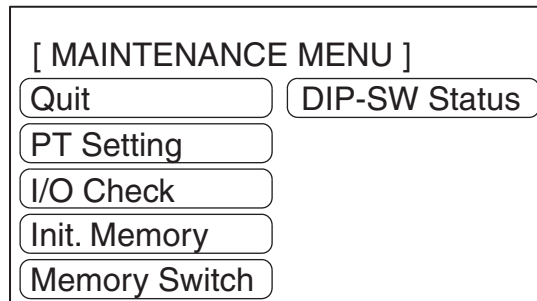 [ MAINTENANCE MENU ]
Quit
DIP-SW Status
PT Setting
I/O Check
Init. Memory
Memory Switch